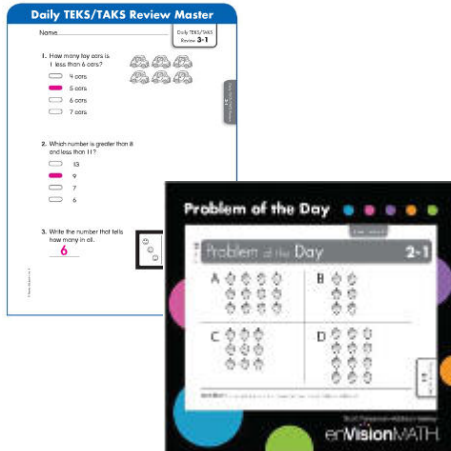 Daily TEKS/TAKS Review Master
Name
Daily TEKS/TAKS
Review 3-1
1. How many toy cars is
1 less than 6 cars?
4 cars
5 cars
6 cars
7 cars
2. Which number is greater than 8
and less than 11?
13
9
7
6
3. Write the number that tells
how many in all.
6
Problem of the Day
Problem of the Day 2-1
A
B
C
D
enVisionMATH